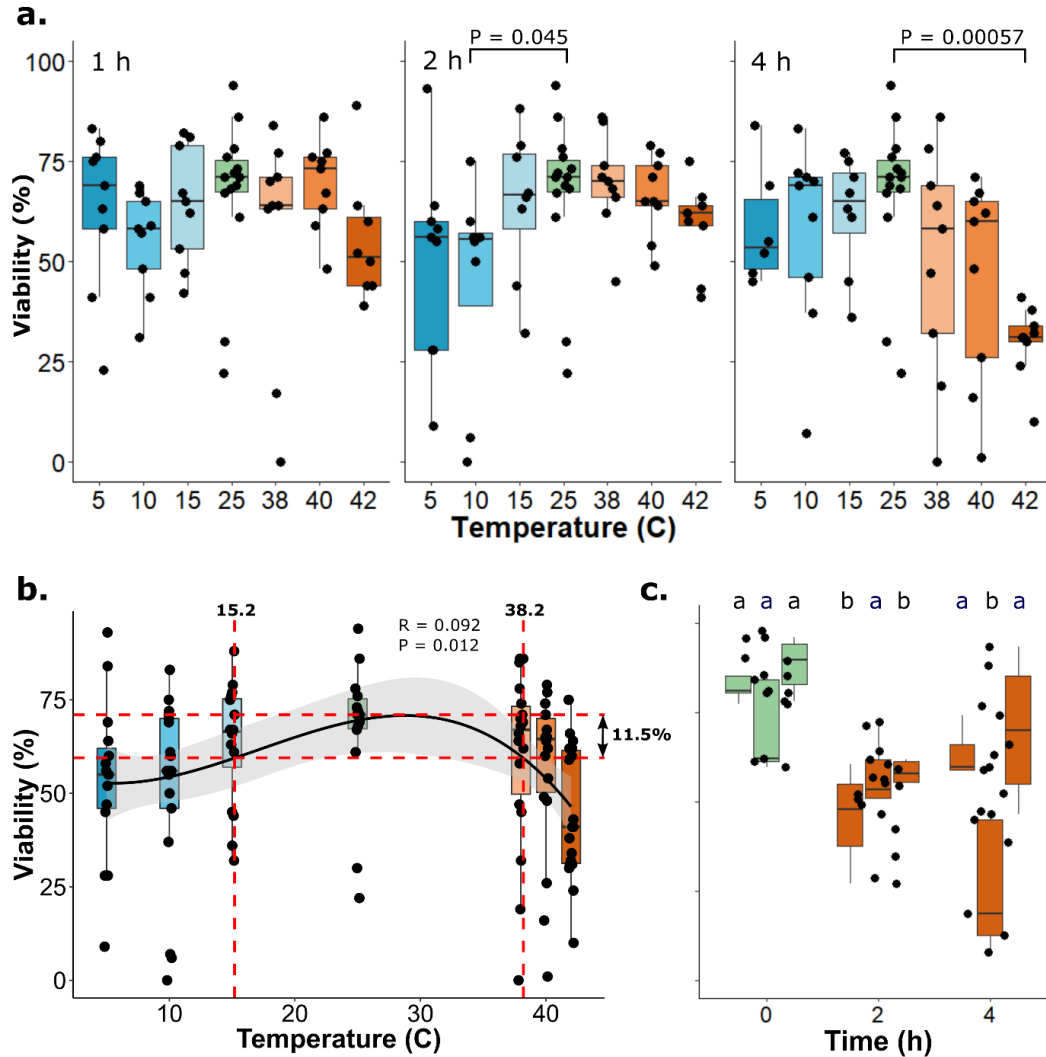 a.
P = 0.045
P = 0.00057
1 h
2 h
4 h
Viability (%)
100
75
50
25
0
5 10 15 25 38 40 42
5 10 15 25 38 40 42
5 10 15 25 38 40 42
Temperature (C)
b.
15.2
38.2
R = 0.092
P = 0.012
11.5%
Viability (%)
75
50
25
0
10 20 30 40
Temperature (C)
c.
a a a b a b a b a
0 2 4
Time (h)